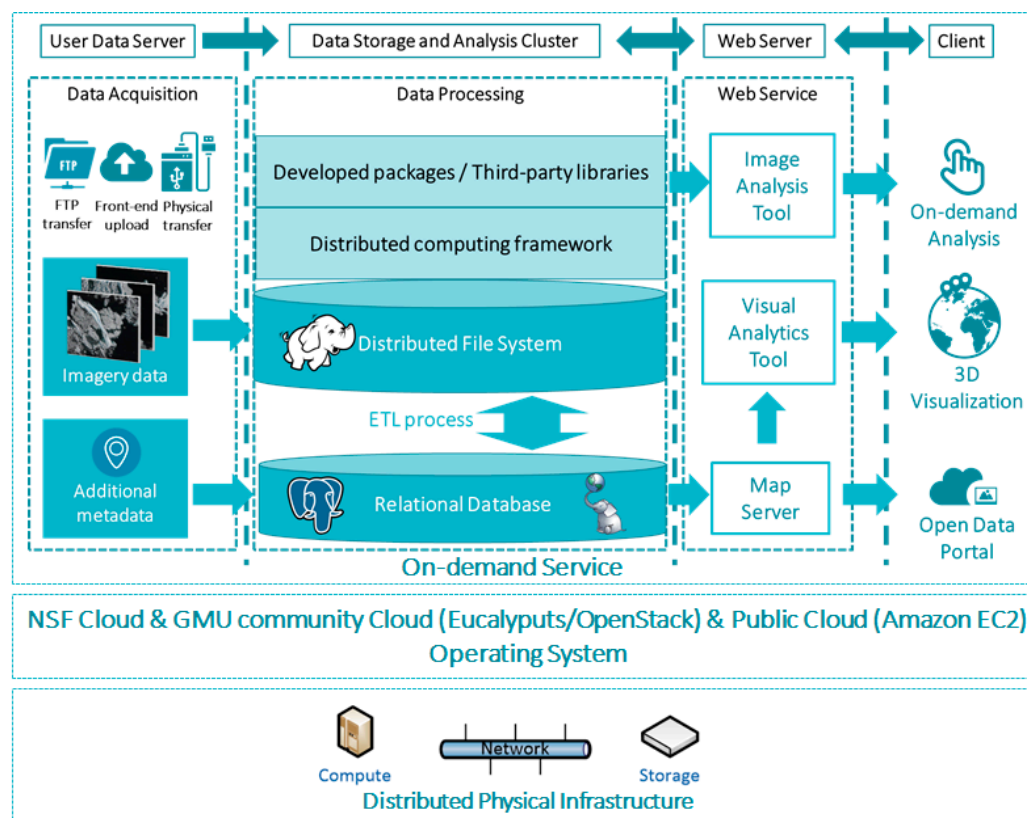 User Data Server
Data Storage and Analysis Cluster
Web Server
Client
Data Acquisition
Data Processing
Web Service
FTP
FTP
transfer
Front-end
upload
Physical
transfer
Developed packages / Third-party libraries
Distributed computing framework
Image
Analysis
Tool
On-demand
Analysis
Imagery data
Distributed File System
Visual
Analytics
Tool
3D
Visualization
ETL process
Additional
metadata
Relational Database
Map
Server
Open Data
Portal
On-demand Service
NSF Cloud & GMU community Cloud (Eucalyputs/OpenStack) & Public Cloud (Amazon EC2)
Operating System
Compute
Network
Storage
Distributed Physical Infrastructure